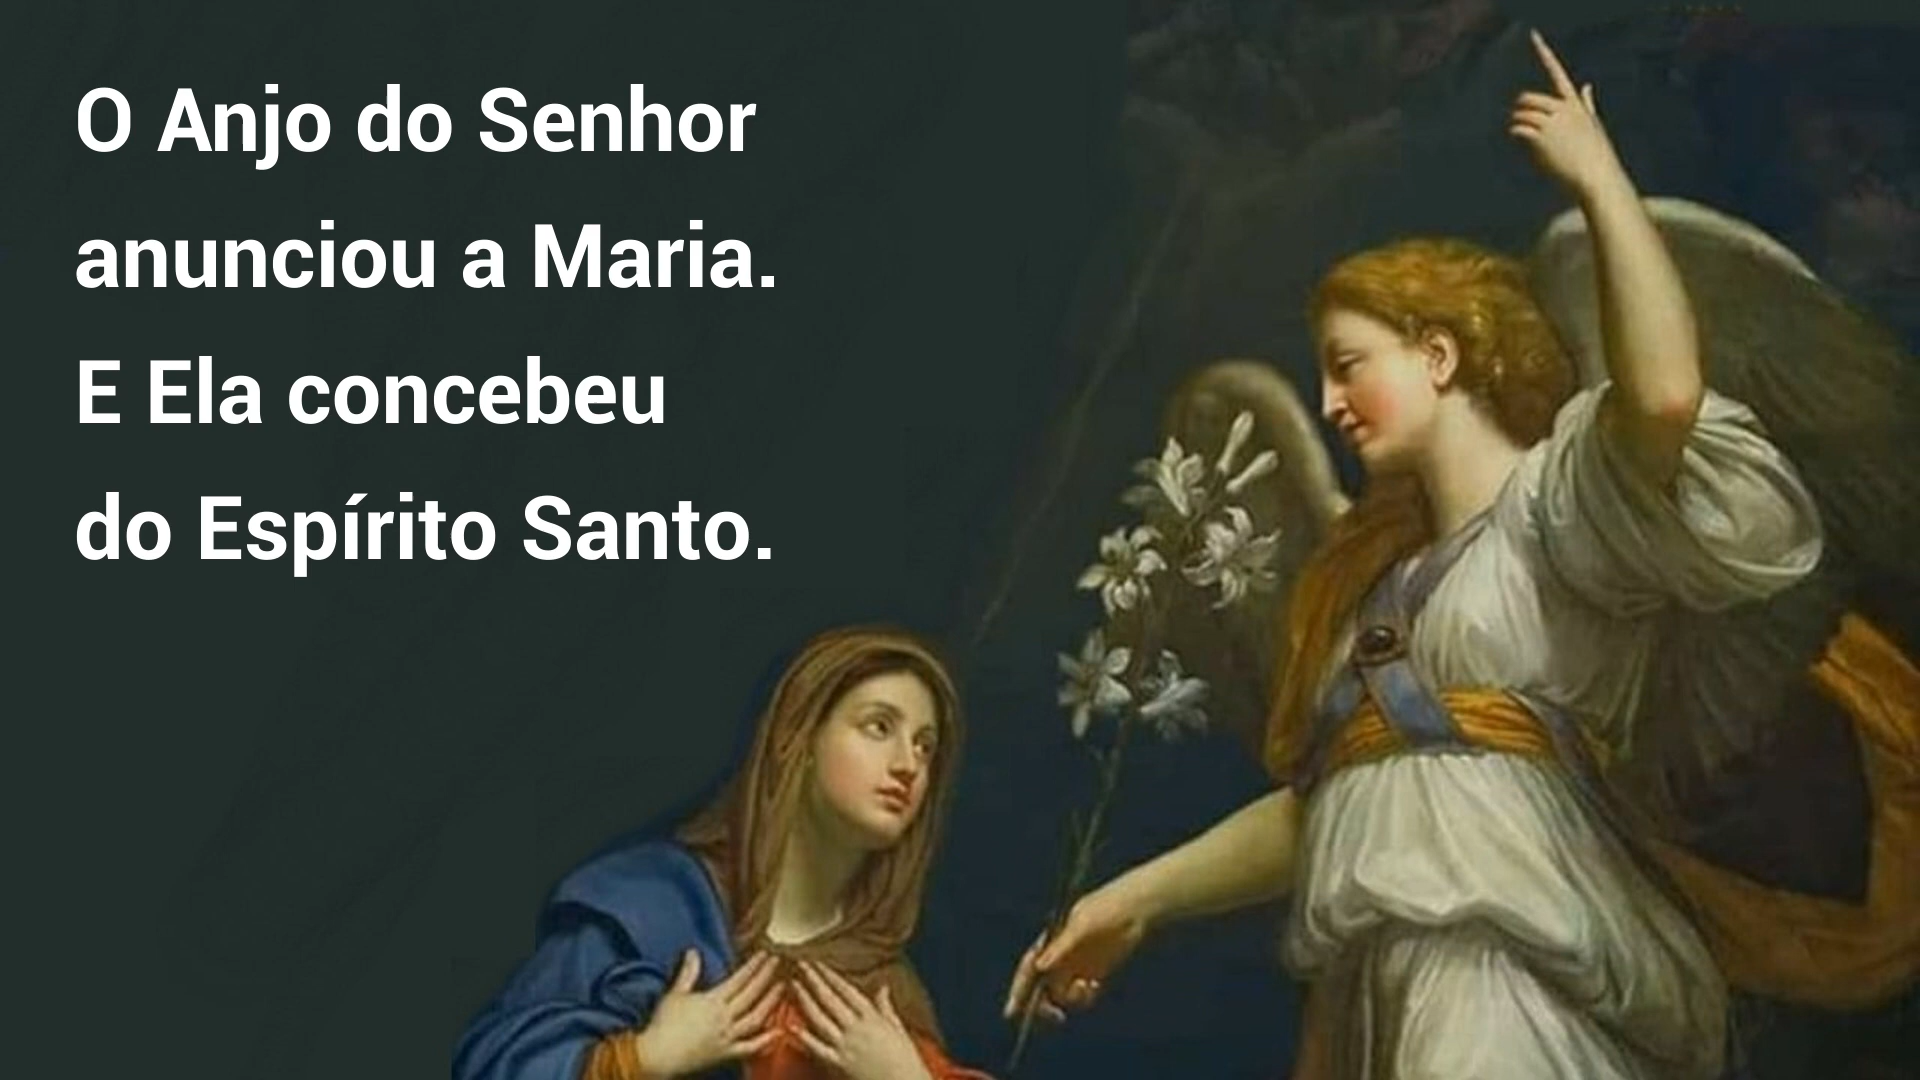 O Anjo do Senhor
anunciou a Maria.
E Ela concebeu
do Espírito Santo.